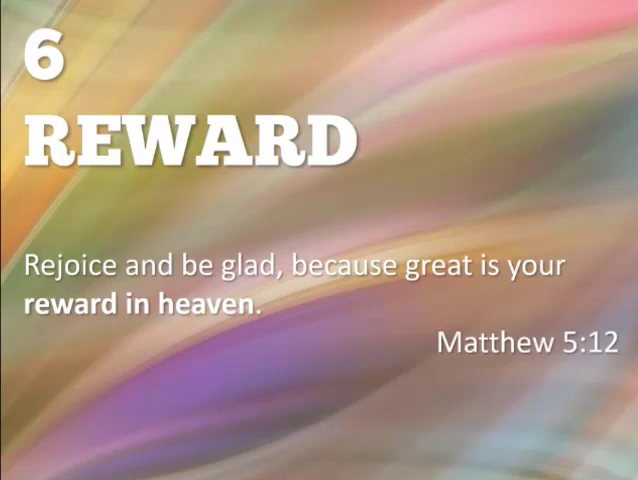 6
REWARD
Rejoice and be glad, because great is your
reward in heaven.
Matthew 5:12